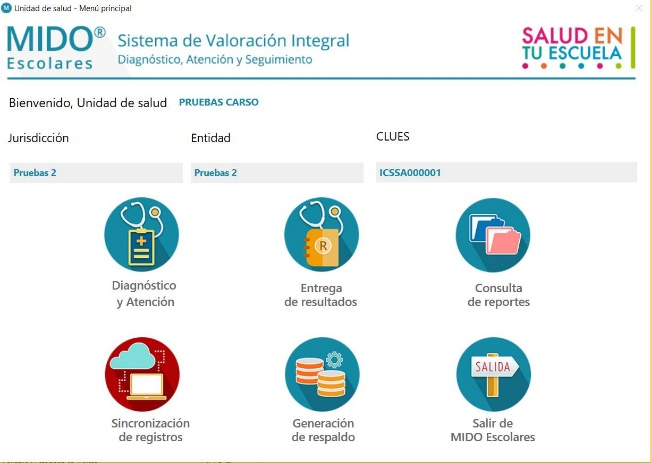 M Unidad de salud - Menú principal
MIDO® Sistema de Valoración Integral SALUD EN
Escolares Diagnóstico, Atención y Seguimiento TU ESCUELA
Bienvenido, Unidad de salud PRUEBAS CARSO
Jurisdicción Entidad CLUES
Pruebas 2 Pruebas 2 ICSSA000001
R
Diagnóstico
y Atención
Entrega
de resultados
Consulta
de reportes
SALIDA
Sincronización
de registros
Generación
de respaldo
Salir de
MIDO Escolares